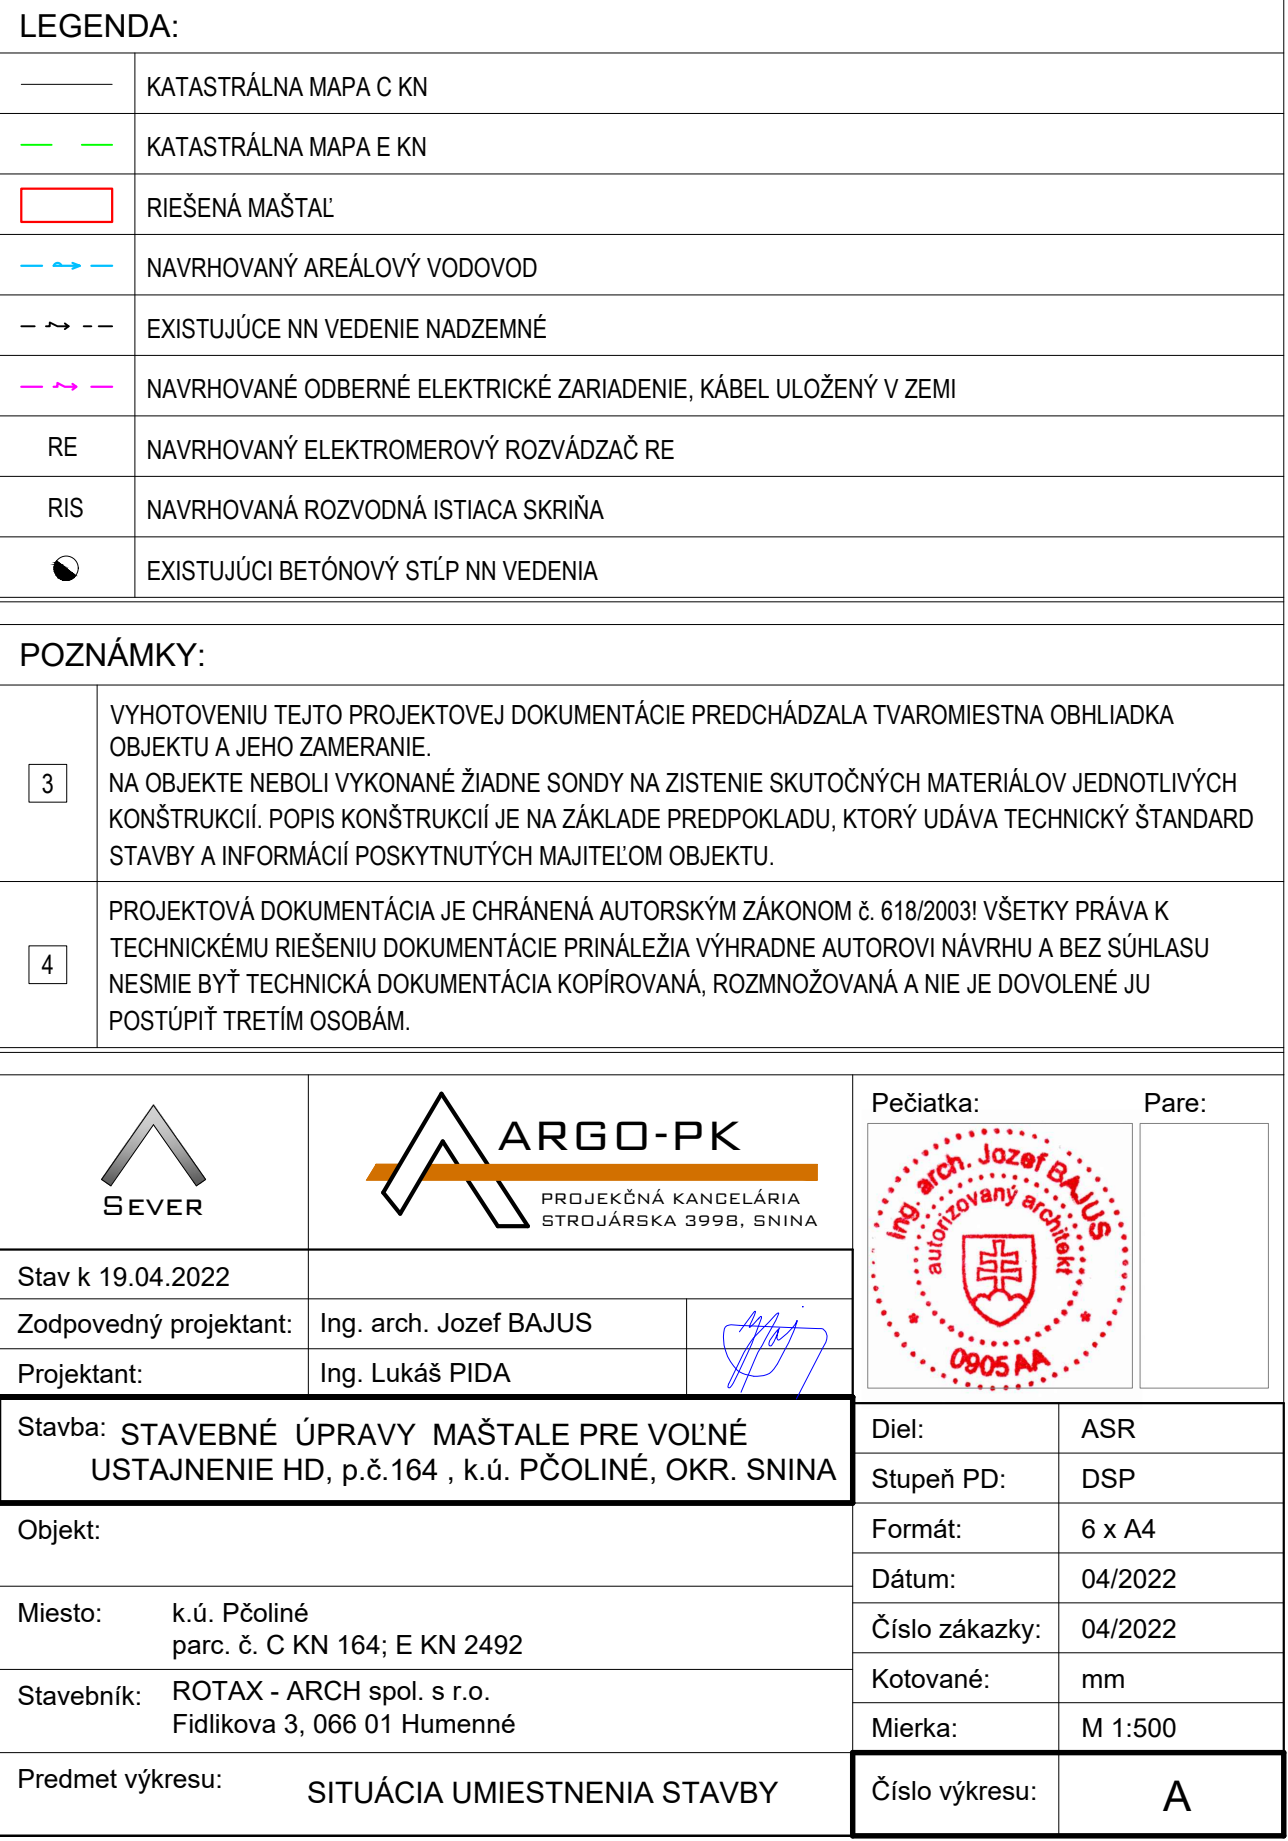 LEGENDA:
KATASTRÁLNA MAPA C KN
KATASTRÁLNA MAPA E KN
RIEŠENÁ MAŠTAĽ
NAVRHOVANÝ AREÁLOVÝ VODOVOD
EXISTUJÚCE NN VEDENIE NADZEMNÉ
NAVRHOVANÉ ODBERNÉ ELEKTRICKÉ ZARIADENIE, KÁBEL ULOŽENÝ V ZEMI
RE NAVRHOVANÝ ELEKTROMEROVÝ ROZVÁDZAČ RE
RIS NAVRHOVANÁ ROZVODNÁ ISTIACA SKRIŇA
EXISTUJÚCI BETÓNOVÝ STĹP NN VEDENIA
POZNÁMKY:
3
VYHOTOVENIU TEJTO PROJEKTOVEJ DOKUMENTÁCIE PREDCHÁDZALA TVAROMIESTNA OBHLIADKA
OBJEKTU A JEHO ZAMERANIE.
NA OBJEKTE NEBOLI VYKONANÉ ŽIADNE SONDY NA ZISTENIE SKUTOČNÝCH MATERIÁLOV JEDNOTLIVÝCH
KONŠTRUKCIÍ. POPIS KONŠTRUKCIÍ JE NA ZÁKLADE PREDPOKLADU, KTORÝ UDÁVA TECHNICKÝ ŠTANDARD
STAVBY A INFORMÁCIÍ POSKYTNUTÝCH MAJITEĽOM OBJEKTU.
4
PROJEKTOVÁ DOKUMENTÁCIA JE CHRÁNENÁ AUTORSKÝM ZÁKONOM č. 618/2003! VŠETKY PRÁVA K
TECHNICKÉMU RIEŠENIU DOKUMENTÁCIE PRINÁLEŽIA VÝHRADNE AUTOROVI NÁVRHU A BEZ SÚHLASU
NESMIE BYŤ TECHNICKÁ DOKUMENTÁCIA KOPÍROVANÁ, ROZMNOŽOVANÁ A NIE JE DOVOLENÉ JU
POSTÚPIŤ TRETÍM OSOBÁM.
SEVER
ARGO-PK
PROJEKČNÁ KANCELÁRIA
STROJÁRSKA 3998, SNINA
Pečiatka: Pare:
Ing. arch. Jozef BAJUS
autorizovaný architekt
* *
0905 AA
Stav k 19.04.2022
Zodpovedný projektant: Ing. arch. Jozef BAJUS
Projektant: Ing. Lukáš PIDA
Stavba: STAVEBNÉ ÚPRAVY MAŠTALE PRE VOĽNÉ
USTAJNENIE HD, p.č.164 , k.ú. PČOLINÉ, OKR. SNINA
Objekt:
Miesto: k.ú. Pčoliné
parc. č. C KN 164; E KN 2492
Stavebník: ROTAX - ARCH spol. s r.o.
Fidlikova 3, 066 01 Humenné
Predmet výkresu: SITUÁCIA UMIESTNENIA STAVBY
Diel: ASR
Stupeň PD: DSP
Formát: 6 x A4
Dátum: 04/2022
Číslo zákazky: 04/2022
Kotované: mm
Mierka: M 1:500
Číslo výkresu: A